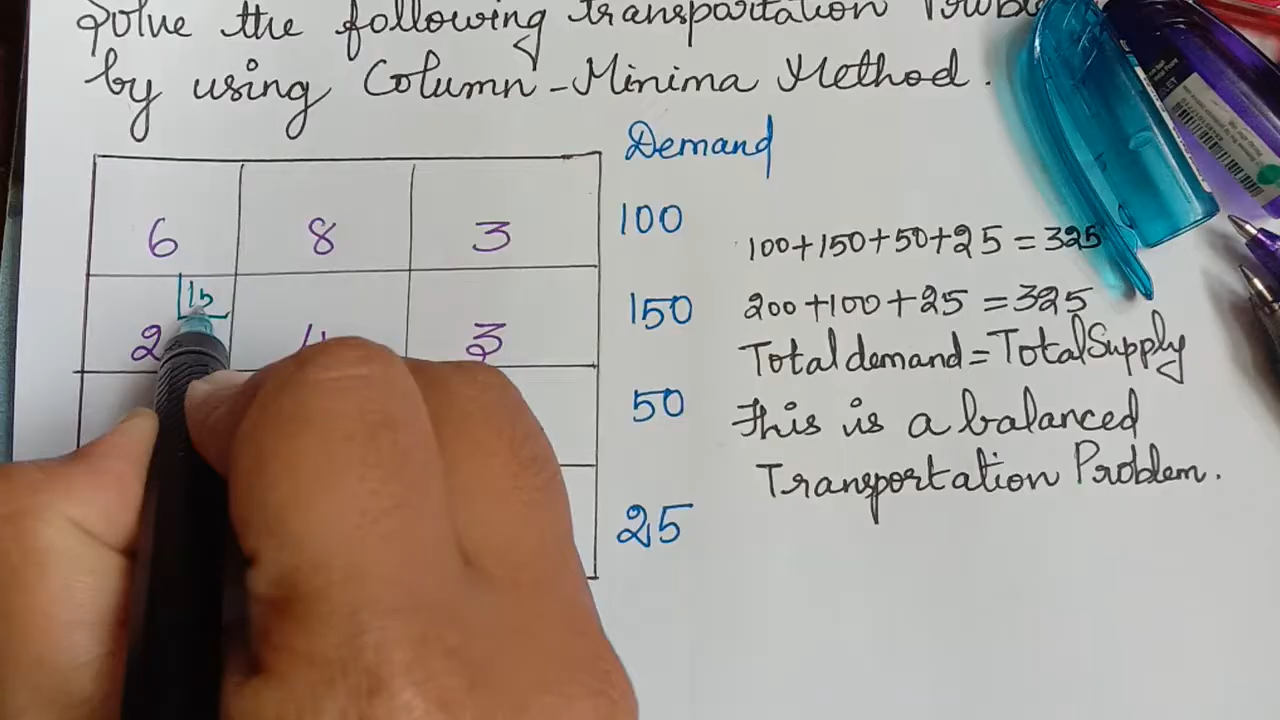 Solve the following transportation
by using Column-Minima Method.
Demand
6 8 3 100
100+150+50+25=325
15
2 4 3 150
200+100+25=325
Total demand=Total Supply
50
This is a balanced
Transportation Problem.
25